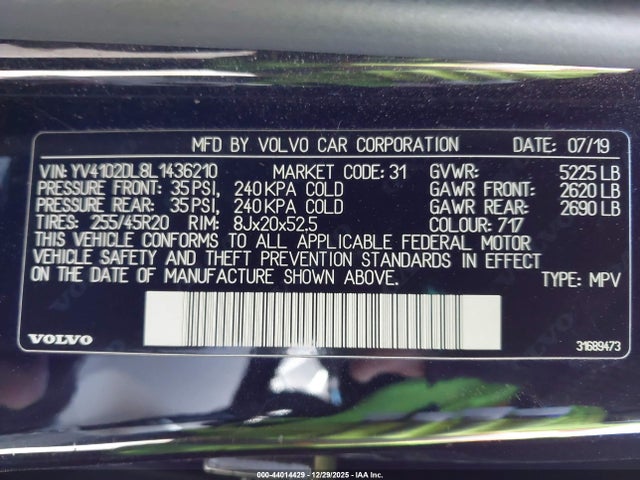 MFD BY VOLVO CAR CORPORATION DATE: 07/19
VIN: YV4102DL8L1436210 MARKET CODE: 31 GVWR: 5225 LB
PRESSURE FRONT: 35 PSI, 240 KPA COLD GAWR FRONT: 2620 LB
PRESSURE REAR: 35 PSI, 240 KPA COLD GAWR REAR: 2690 LB
TIRES: 255/45R20 RIM: 8Jx20x52.5 COLOUR: 717
THIS VEHICLE CONFORMS TO ALL APPLICABLE FEDERAL MOTOR
VEHICLE SAFETY AND THEFT PREVENTION STANDARDS IN EFFECT
ON THE DATE OF MANUFACTURE SHOWN ABOVE. TYPE: MPV
VOLVO 31689473
000-44014429 - 12/29/2025 - IAA Inc.